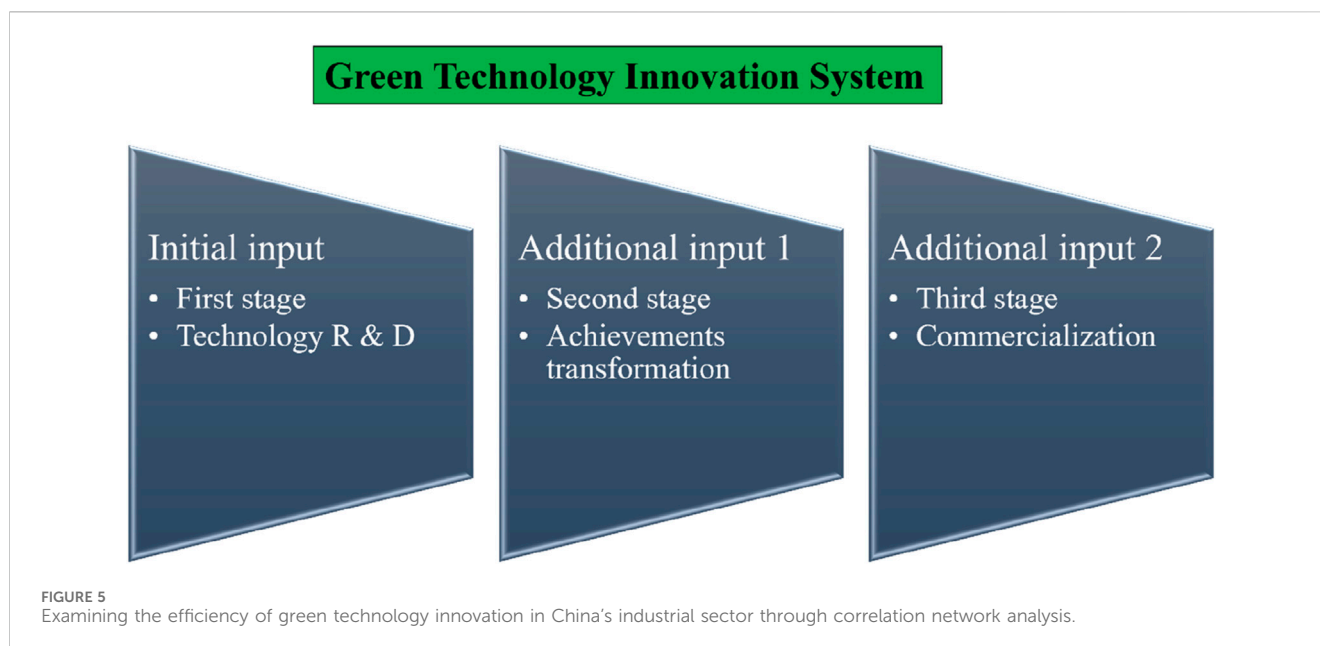 Green Technology Innovation System
Initial input
• First stage
• Technology R & D
Additional input 1
• Second stage
• Achievements
transformation
Additional input 2
• Third stage
• Commercialization
FIGURE 5
Examining the efficiency of green technology innovation in China's industrial sector through correlation network analysis.